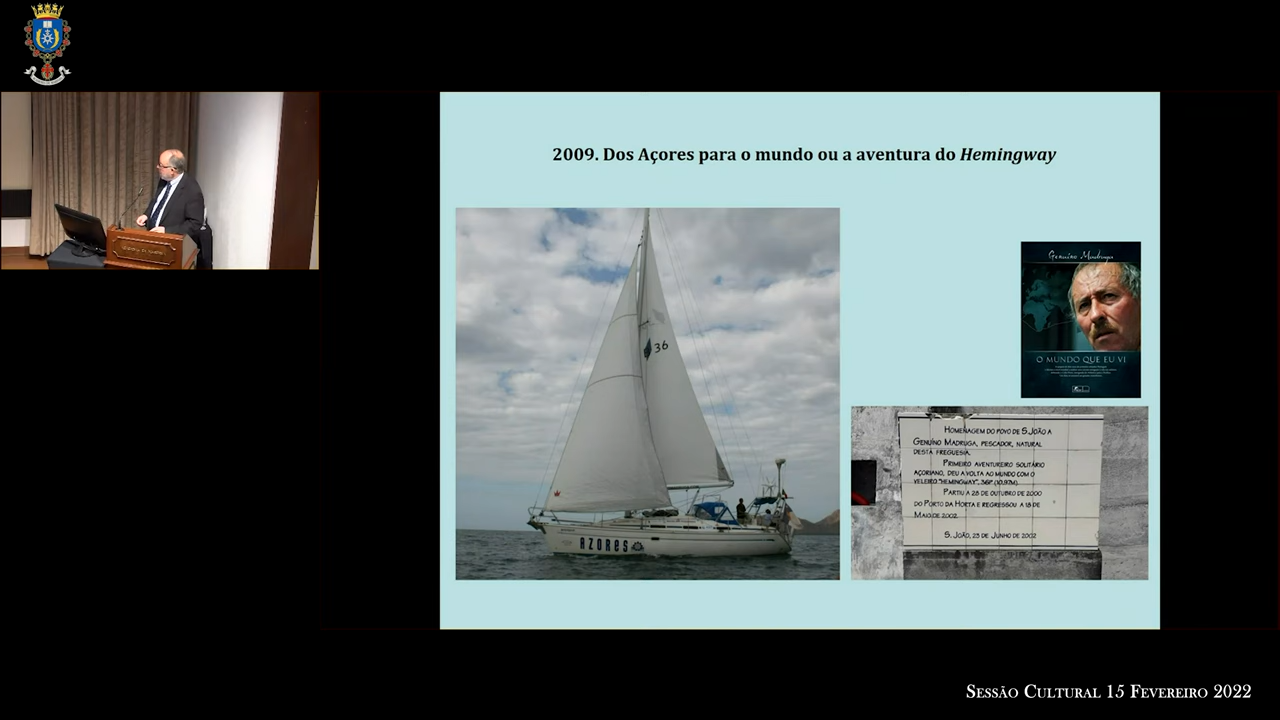 2009. Dos Açores para o mundo ou a aventura do Hemingway
36
AZORES
Genuíno Madruga
O MUNDO QUE EU VI
HOMENAGEM DO POVO DE S. JOÃO A
GENUÍNO MADRUGA, PESCADOR, NATURAL
DESTA FREGUESIA.
PRIMEIRO AVENTUREIRO SOLITÁRIO
AÇORIANO, DEU A VOLTA AO MUNDO COM O
VELEIRO "HEMINGWAY", 36P (10,97M).
PARTIU A 28 DE OUTUBRO DE 2000
DO PORTO DA HORTA E REGRESSOU A 18 DE
MAIO DE 2002.
S. JOÃO, 23 DE JUNHO DE 2002
SESSÃO CULTURAL 15 FEVEREIRO 2022